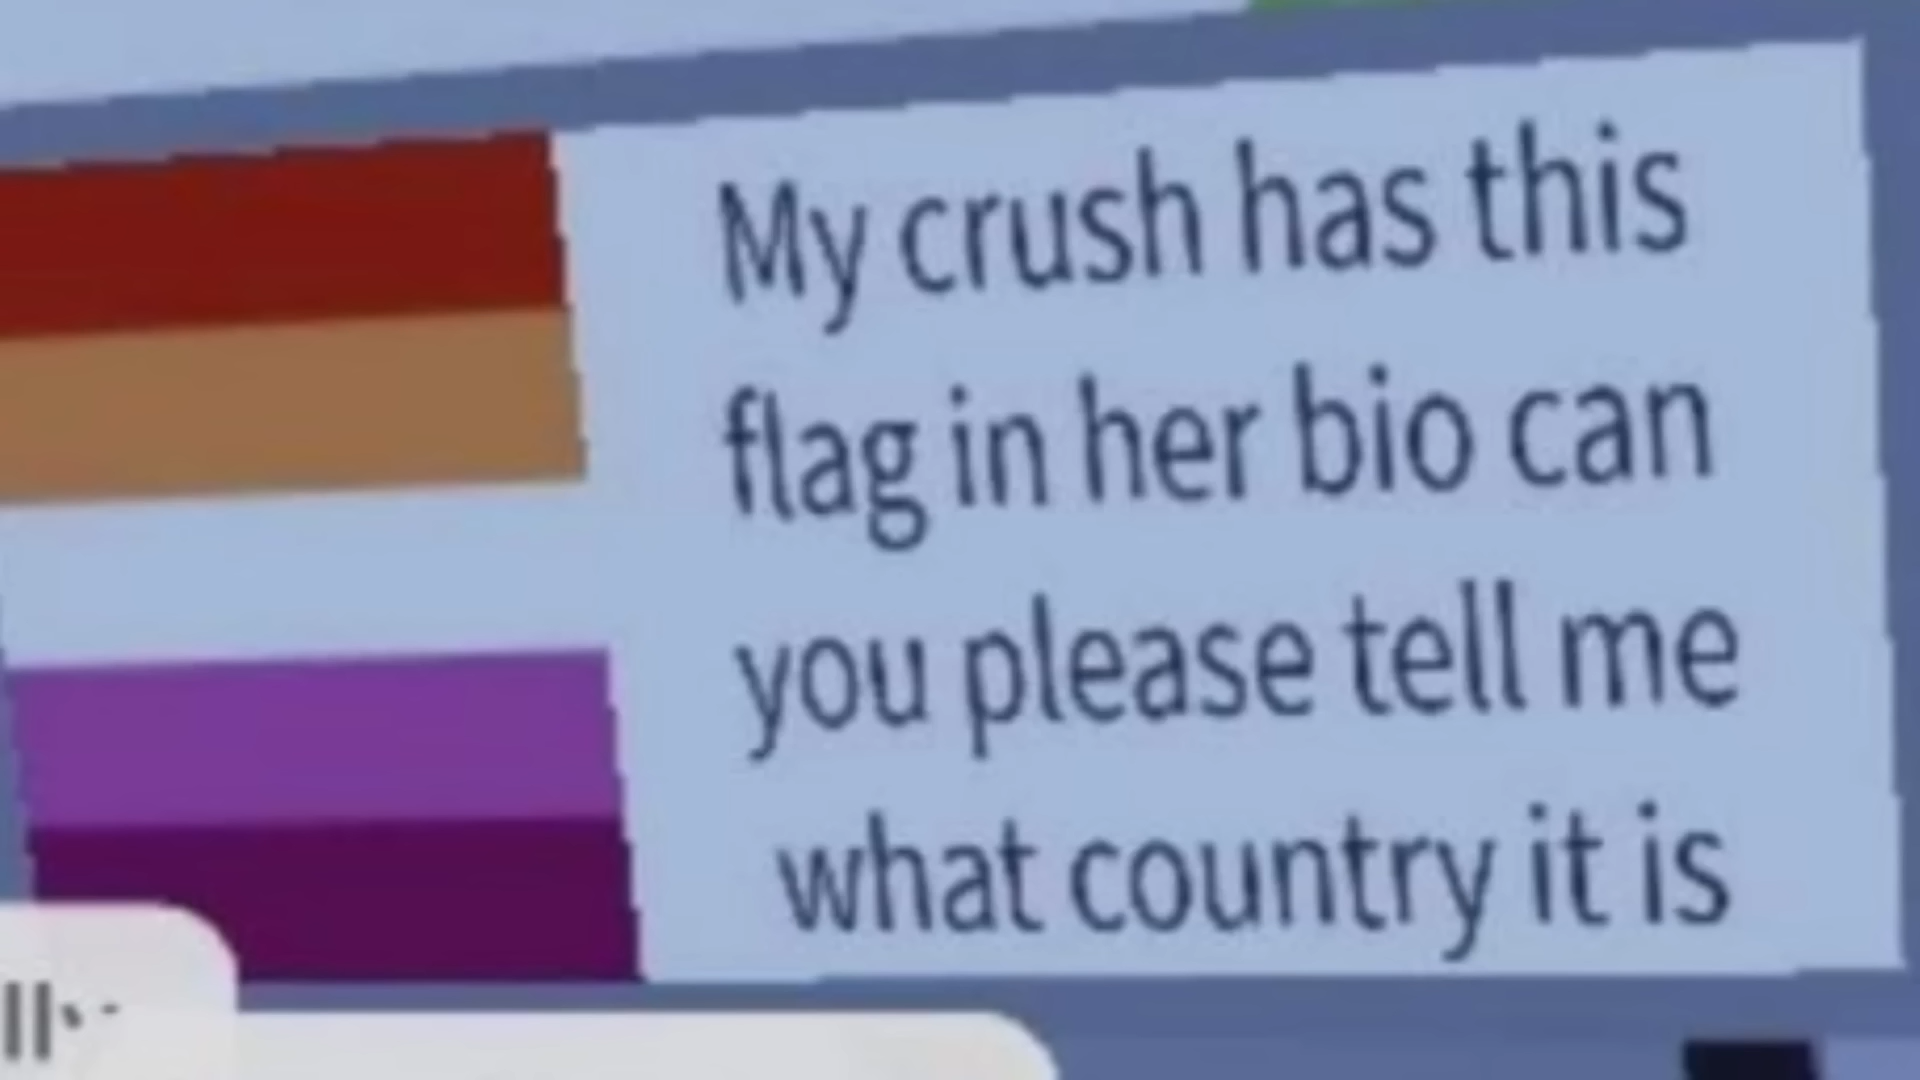 My crush has this
flag in her bio can
you please tell me
what country it is